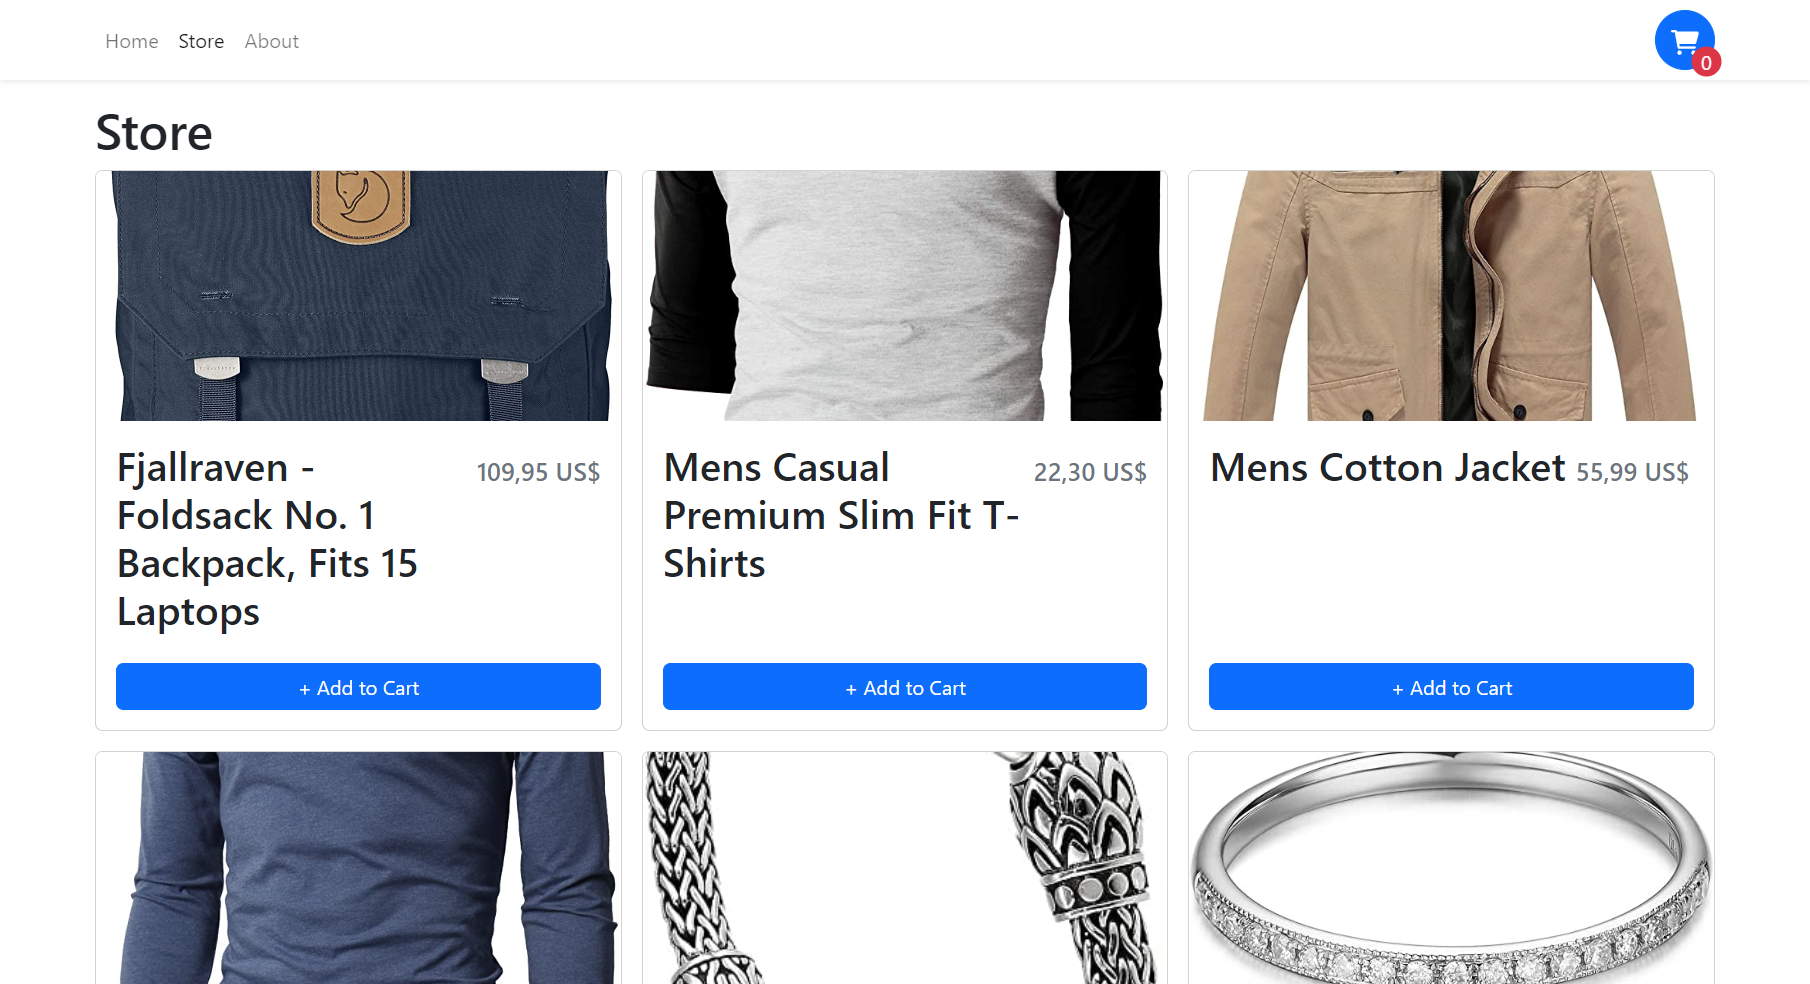 Home Store About
0
Store
Fjallraven -
Foldsack No. 1
Backpack, Fits 15
Laptops
109,95 US$
+ Add to Cart
Mens Casual
Premium Slim Fit T-
Shirts
22,30 US$
+ Add to Cart
Mens Cotton Jacket
55,99 US$
+ Add to Cart